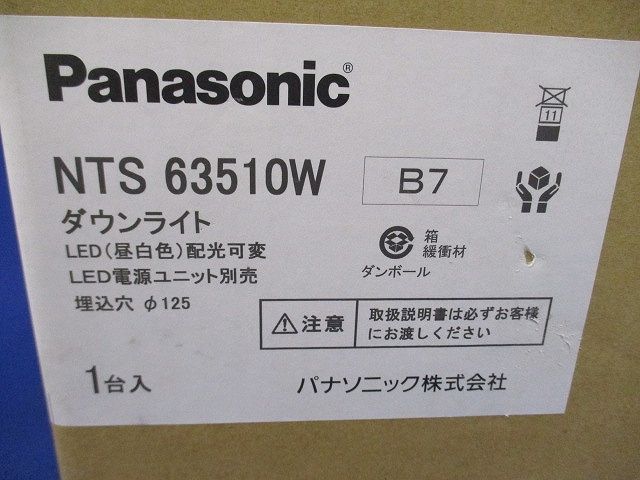 Panasonic®
NTS 63510W
B7
11
ダウンライト
LED(昼白色)配光可変
LED電源ユニット別売
埋込穴 φ125
箱
緩衝材
ダンボール
注意
取扱説明書は必ずお客様
にお渡しください
1台入
パナソニック株式会社